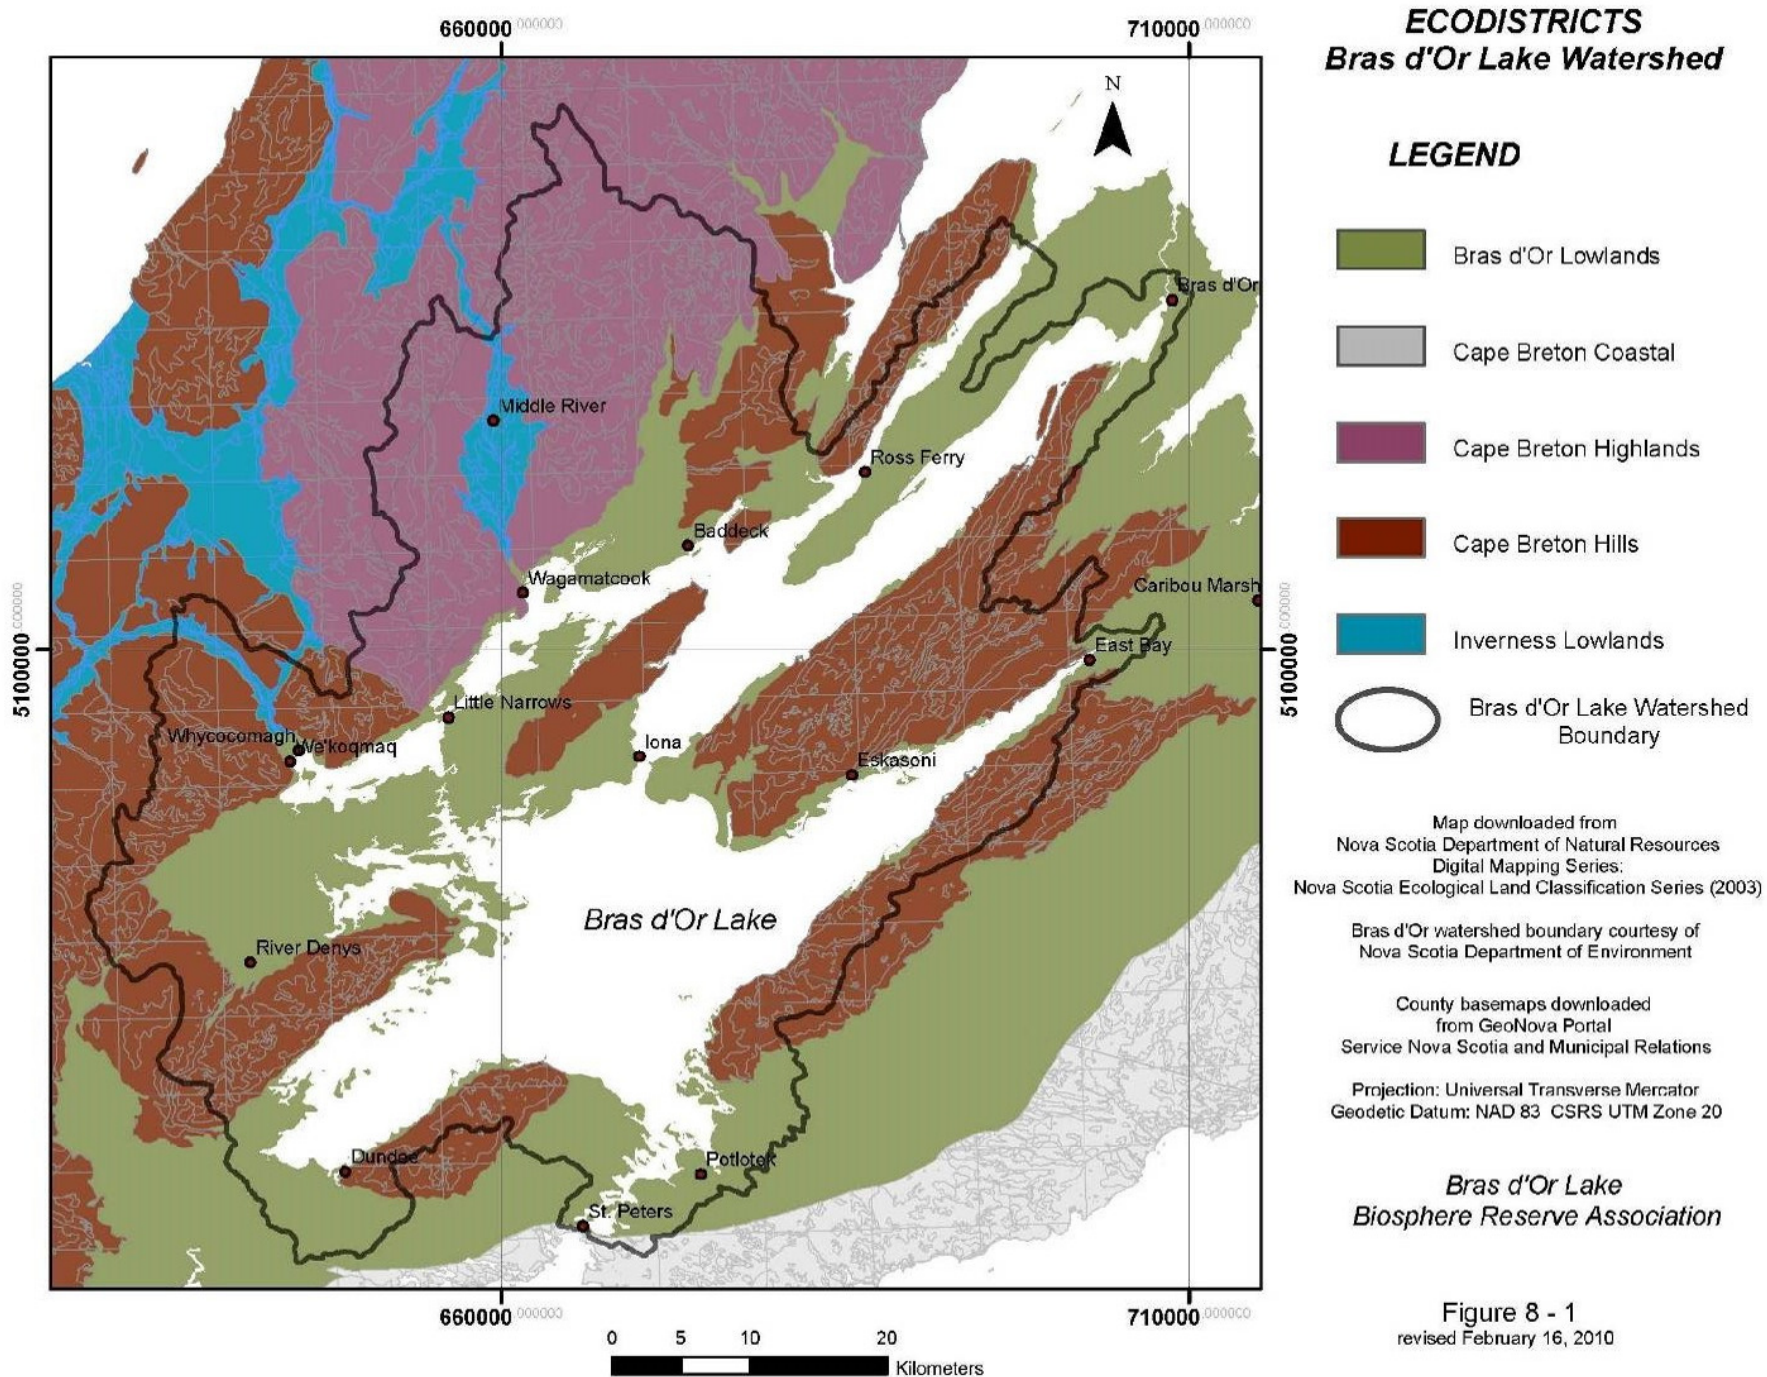 660000.000000
710000.000000
ECODISTRICTS
Bras d'Or Lake Watershed
N
LEGEND
Bras d'Or Lowlands
Cape Breton Coastal
Cape Breton Highlands
Cape Breton Hills
Inverness Lowlands
Bras d'Or Lake Watershed
Boundary
Bras d'Or
Middle River
Ross Ferry
Baddeck
Wagamatcook
Caribou Marsh
East Bay
5100000.000000
5100000.000000
Little Narrows
Whycocomagh
We'koqmaq
Iona
Eskasoni
Bras d'Or Lake
River Denys
Dundee
Potlotek
St. Peters
Map downloaded from
Nova Scotia Department of Natural Resources
Digital Mapping Series:
Nova Scotia Ecological Land Classification Series (2003)
Bras d'Or watershed boundary courtesy of
Nova Scotia Department of Environment
County basemaps downloaded
from GeoNova Portal
Service Nova Scotia and Municipal Relations
Projection: Universal Transverse Mercator
Geodetic Datum: NAD 83 CSRS UTM Zone 20
Bras d'Or Lake
Biosphere Reserve Association
660000.000000
710000.000000
0 5 10 20
Kilometers
Figure 8 - 1
revised February 16, 2010